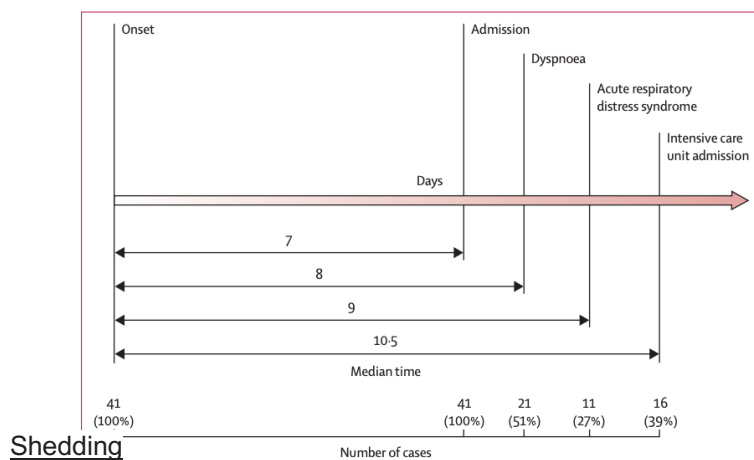 Onset
Admission
Dyspnoea
Acute respiratory
distress syndrome
Intensive care
unit admission
Days
7
8
9
10·5
Median time
41 41 21 11 16
(100%) (100%) (51%) (27%) (39%)
Shedding
Number of cases